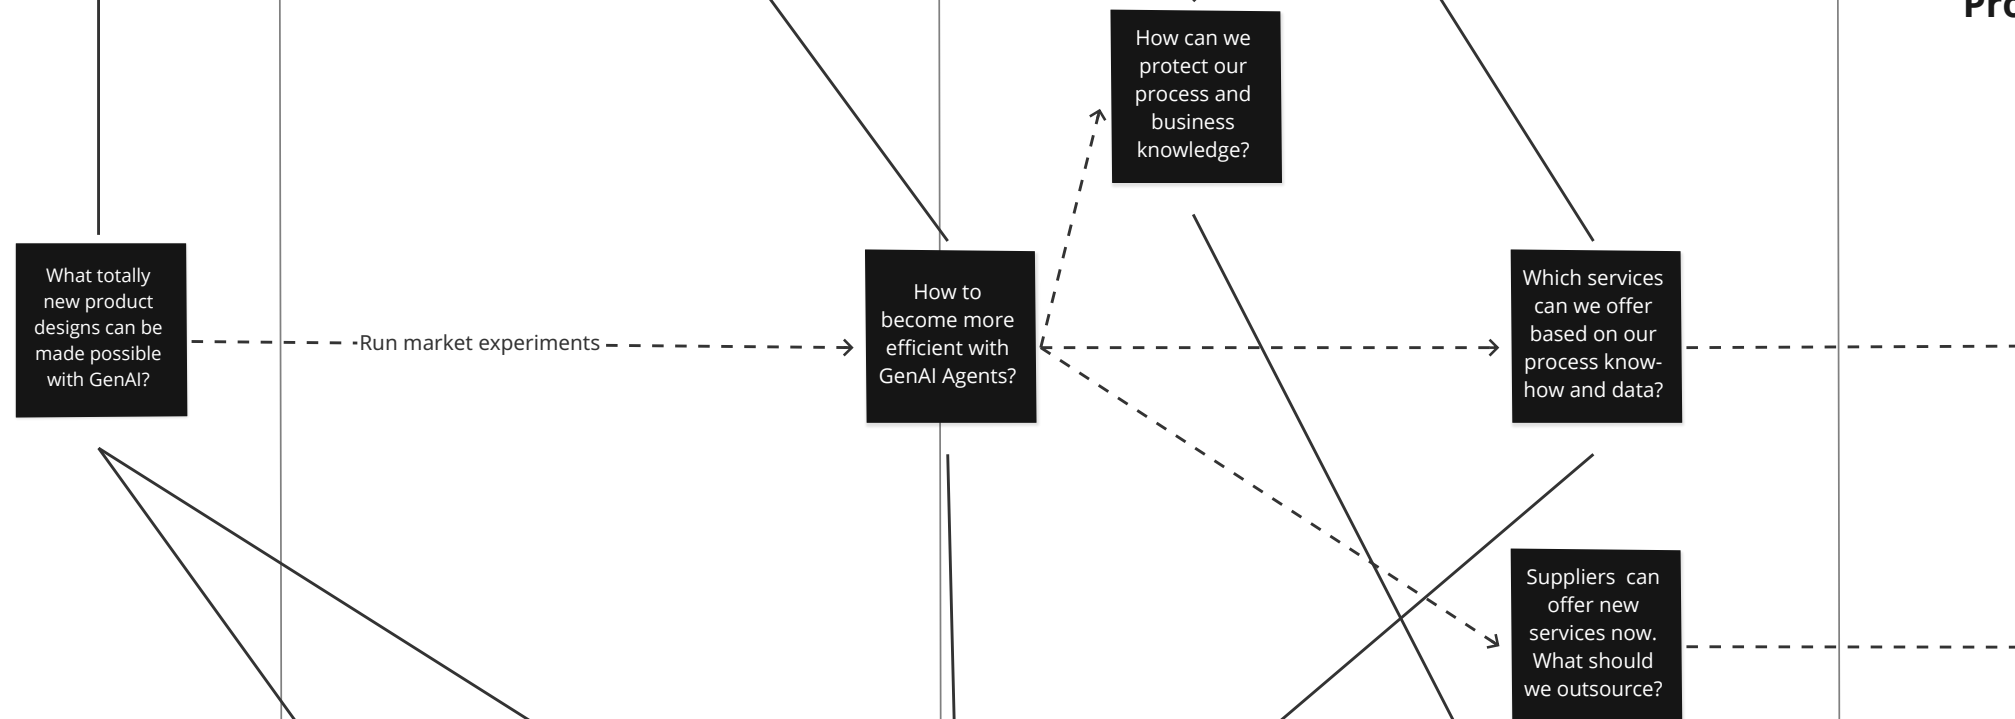 Pro
How can we
protect our
process and
business
knowledge?
What totally
new product
designs can be
made possible
with GenAI?
Run market experiments
How to
become more
efficient with
GenAI Agents?
Which services
can we offer
based on our
process know-
how and data?
Suppliers  can
offer new
services now.
What should
we outsource?